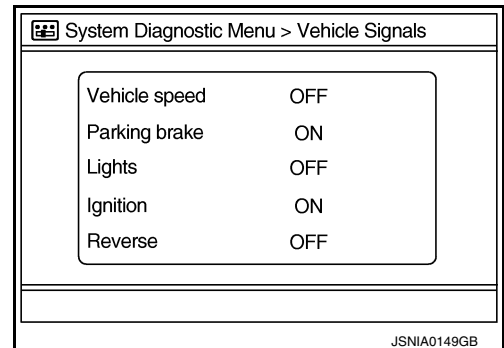 System Diagnostic Menu > Vehicle Signals
Vehicle speed OFF
Parking brake ON
Lights OFF
Ignition ON
Reverse OFF
JSNIA0149GB